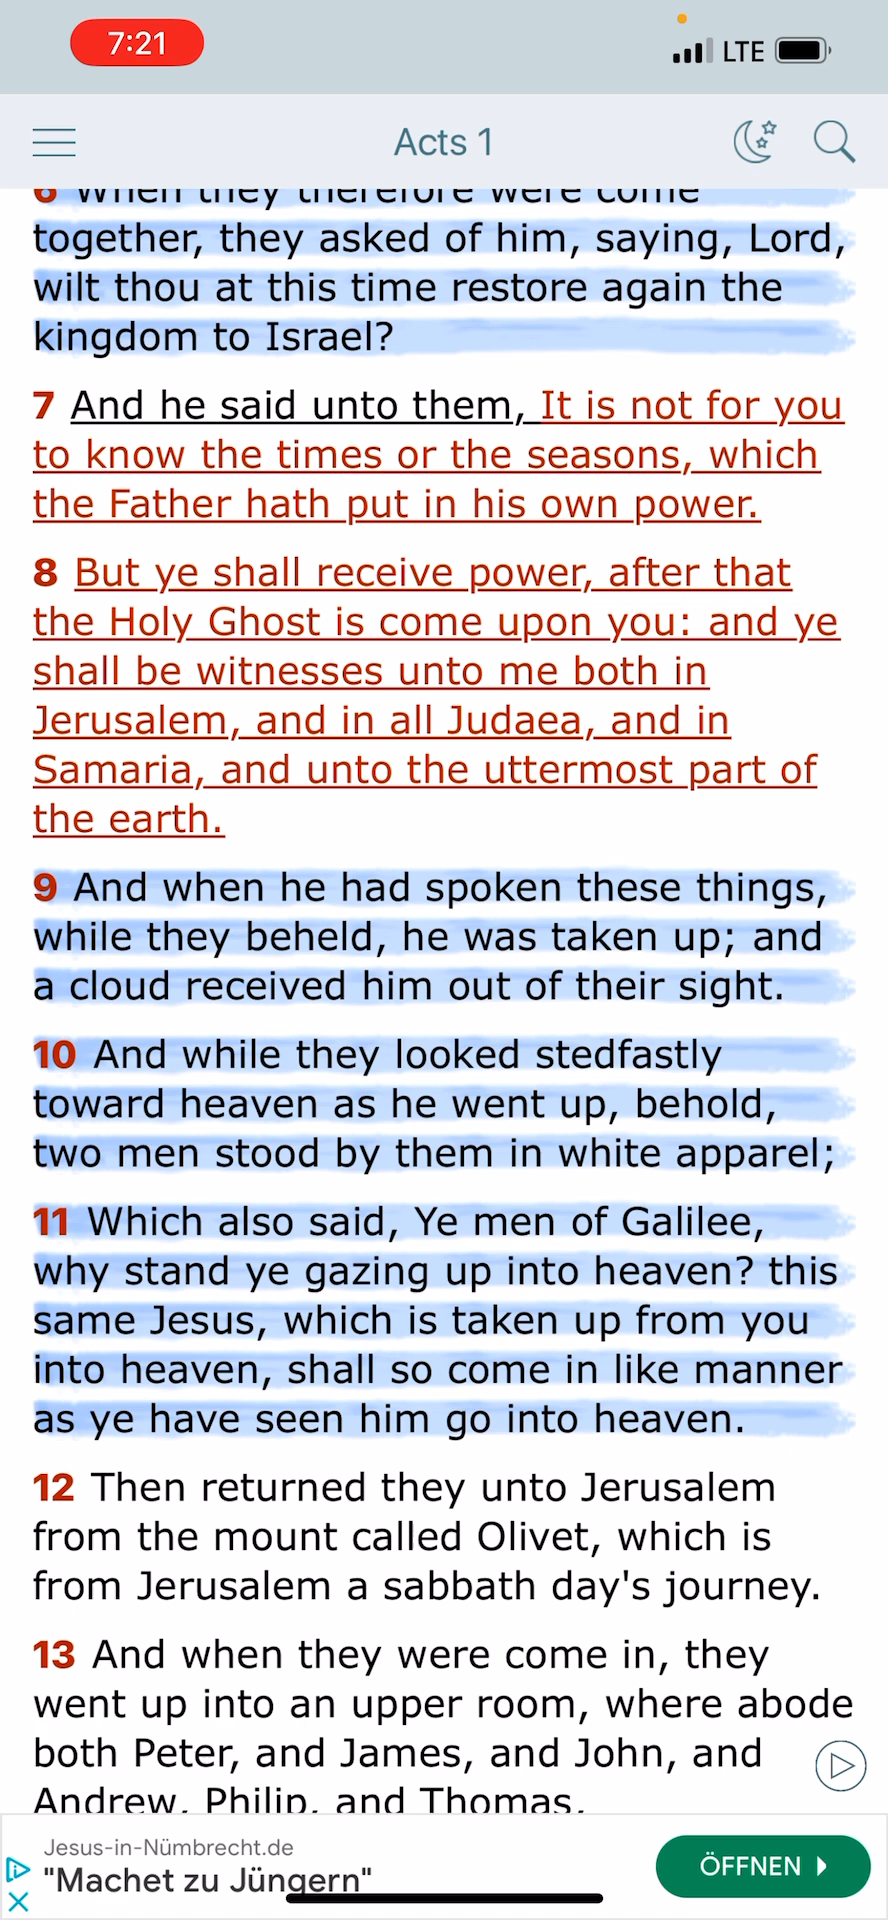 7:21
LTE
Acts 1
6 When they therefore were come
together, they asked of him, saying, Lord,
wilt thou at this time restore again the
kingdom to Israel?
7 And he said unto them, It is not for you
to know the times or the seasons, which
the Father hath put in his own power.
8 But ye shall receive power, after that
the Holy Ghost is come upon you: and ye
shall be witnesses unto me both in
Jerusalem, and in all Judaea, and in
Samaria, and unto the uttermost part of
the earth.
9 And when he had spoken these things,
while they beheld, he was taken up; and
a cloud received him out of their sight.
10 And while they looked stedfastly
toward heaven as he went up, behold,
two men stood by them in white apparel;
11 Which also said, Ye men of Galilee,
why stand ye gazing up into heaven? this
same Jesus, which is taken up from you
into heaven, shall so come in like manner
as ye have seen him go into heaven.
12 Then returned they unto Jerusalem
from the mount called Olivet, which is
from Jerusalem a sabbath day's journey.
13 And when they were come in, they
went up into an upper room, where abode
both Peter, and James, and John, and
Andrew, Philip, and Thomas,
Jesus-in-Nümbrecht.de
"Machet zu Jüngern"
ÖFFNEN